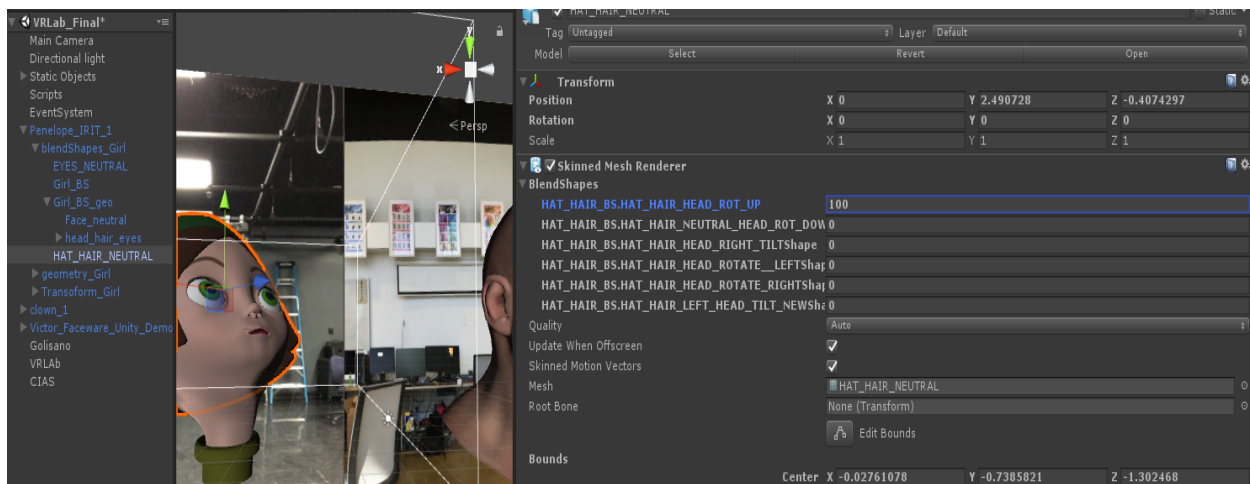 VRLab_Final*
Main Camera
Directional light
Static Objects
Scripts
EventSystem
Penelope_IRIT_1
blendShapes_Girl
EYES_NEUTRAL
Girl_BS
Girl_BS_geo
Face_neutral
head_hair_eyes
HAT_HAIR_NEUTRAL
geometry_Girl
Transoform_Girl
clown_1
Victor_Faceware_Unity_Demo
Golisano
VRLAb
CIAS
y
x
Persp
HAT_HAIR_NEUTRAL Static
Tag Untagged Layer Default
Model Select Revert Open
Transform
Position X 0 Y 2.490728 Z -0.4074297
Rotation X 0 Y 0 Z 0
Scale X 1 Y 1 Z 1
Skinned Mesh Renderer
BlendShapes
HAT_HAIR_BS.HAT_HAIR_HEAD_ROT_UP 100
HAT_HAIR_BS.HAT_HAIR_NEUTRAL_HEAD_ROT_DOW 0
HAT_HAIR_BS.HAT_HAIR_HEAD_RIGHT_TILTShape 0
HAT_HAIR_BS.HAT_HAIR_HEAD_ROTATE__LEFTShap 0
HAT_HAIR_BS.HAT_HAIR_HEAD_ROTATE_RIGHTShap 0
HAT_HAIR_BS.HAT_HAIR_LEFT_HEAD_TILT_NEWSha 0
Quality Auto
Update When Offscreen
Skinned Motion Vectors
Mesh HAT_HAIR_NEUTRAL
Root Bone None (Transform)
Edit Bounds
Bounds
Center X -0.02761078 Y -0.7385821 Z -1.302468